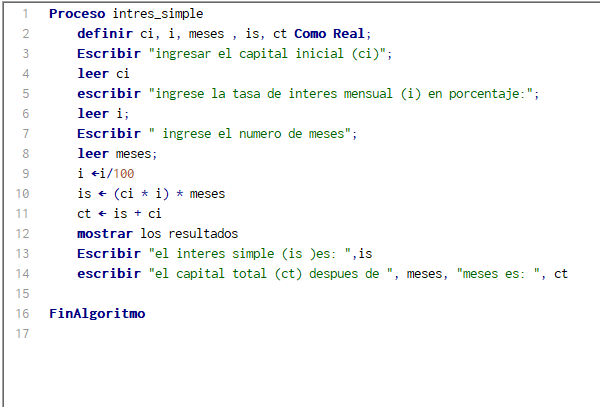 1 Proceso intres_simple
2 definir ci, i, meses , is, ct Como Real;
3 Escribir "ingresar el capital inicial (ci)";
4 leer ci
5 escribir "ingrese la tasa de interes mensual (i) en porcentaje:";
6 leer i;
7 Escribir " ingrese el numero de meses";
8 leer meses;
9 i ←i/100
10 is ← (ci * i) * meses
11 ct ← is + ci
12 mostrar los resultados
13 Escribir "el interes simple (is )es: ",is
14 escribir "el capital total (ct) despues de ", meses, "meses es: ", ct
15
16 FinAlgoritmo
17